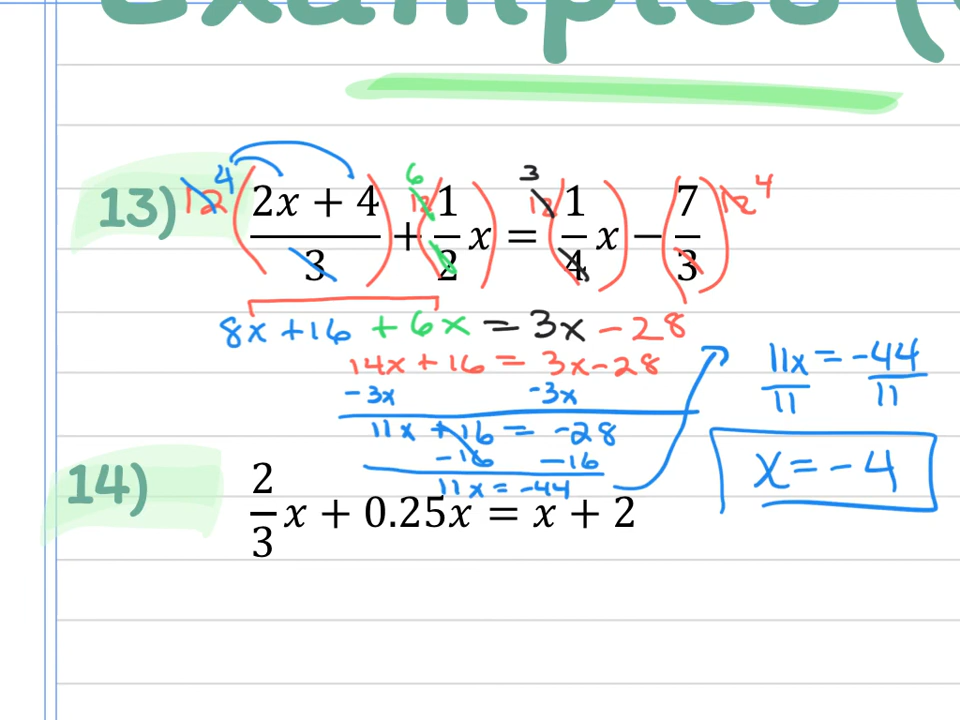 Examples (
13) 12 4 (2x + 4)/3 + 12 6 (1/2 x) = 12 3 (1/4 x) − (7/3) 12 4
8x + 16 + 6x = 3x - 28
14x + 16 = 3x - 28
- 3x -3x
11x + 16 = -28
- 16 - 16
11x = -44
11x = -44
11 11
x = - 4
14) 2/3 x + 0.25x = x + 2